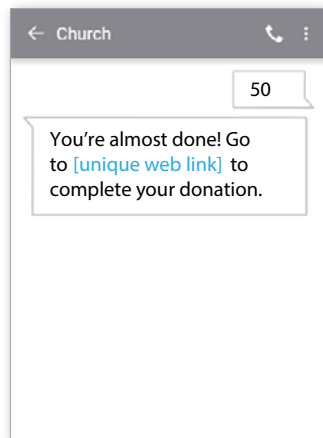 Church
50
You’re almost done! Go
to [unique web link] to
complete your donation.